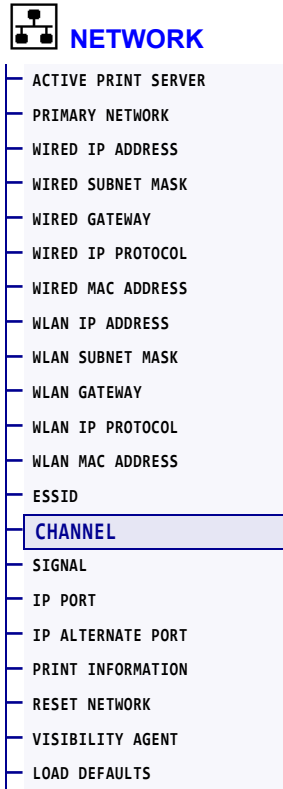 NETWORK
ACTIVE PRINT SERVER
PRIMARY NETWORK
WIRED IP ADDRESS
WIRED SUBNET MASK
WIRED GATEWAY
WIRED IP PROTOCOL
WIRED MAC ADDRESS
WLAN IP ADDRESS
WLAN SUBNET MASK
WLAN GATEWAY
WLAN IP PROTOCOL
WLAN MAC ADDRESS
ESSID
CHANNEL
SIGNAL
IP PORT
IP ALTERNATE PORT
PRINT INFORMATION
RESET NETWORK
VISIBILITY AGENT
LOAD DEFAULTS